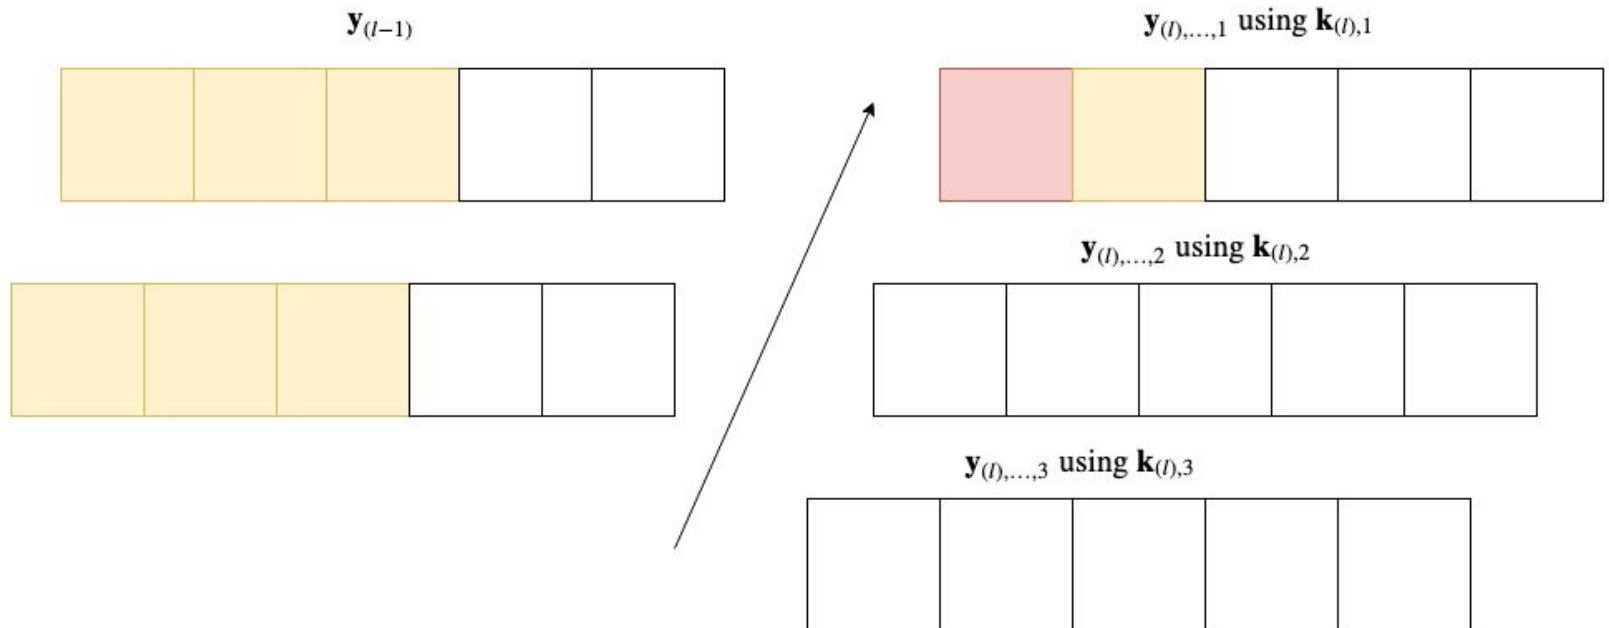 y(l−1)
y(l),…,1 using k(l),1
y(l),…,2 using k(l),2
y(l),…,3 using k(l),3